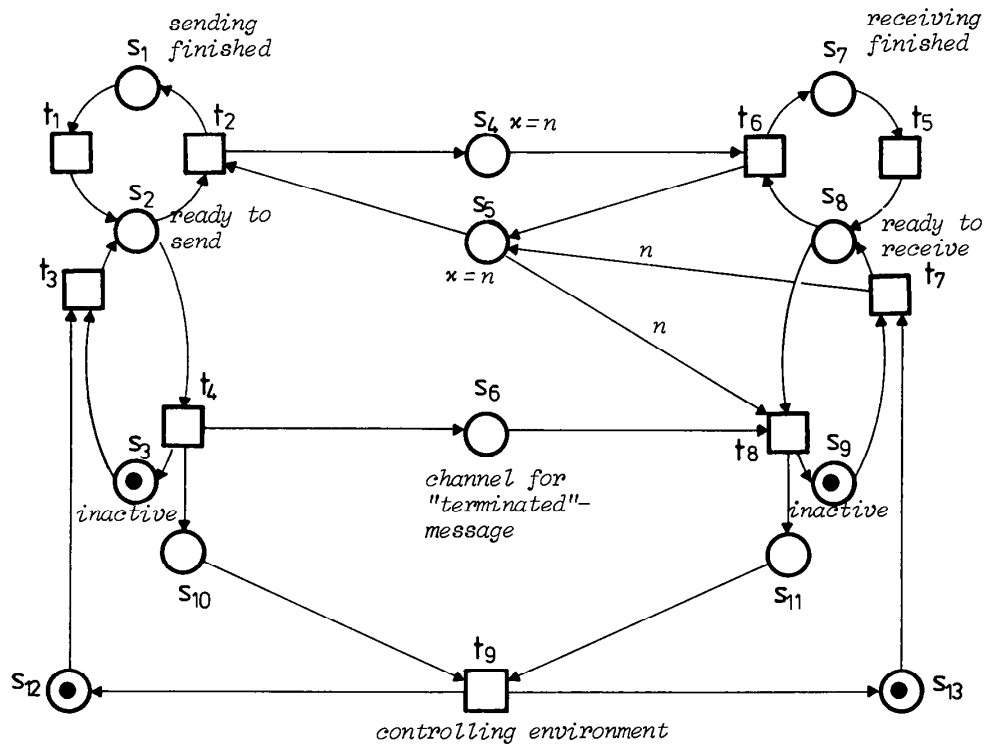 sending
finished
receiving
finished
s1
s7
t1
t2
s4 ϰ=n
t6
t5
s2
ready to
send
s5
ϰ=n
s8
ready to
receive
t3
n
t7
n
t4
s6
t8
s3
s9
inactive
channel for
"terminated"-
message
inactive
s10
s11
t9
s12
s13
controlling environment